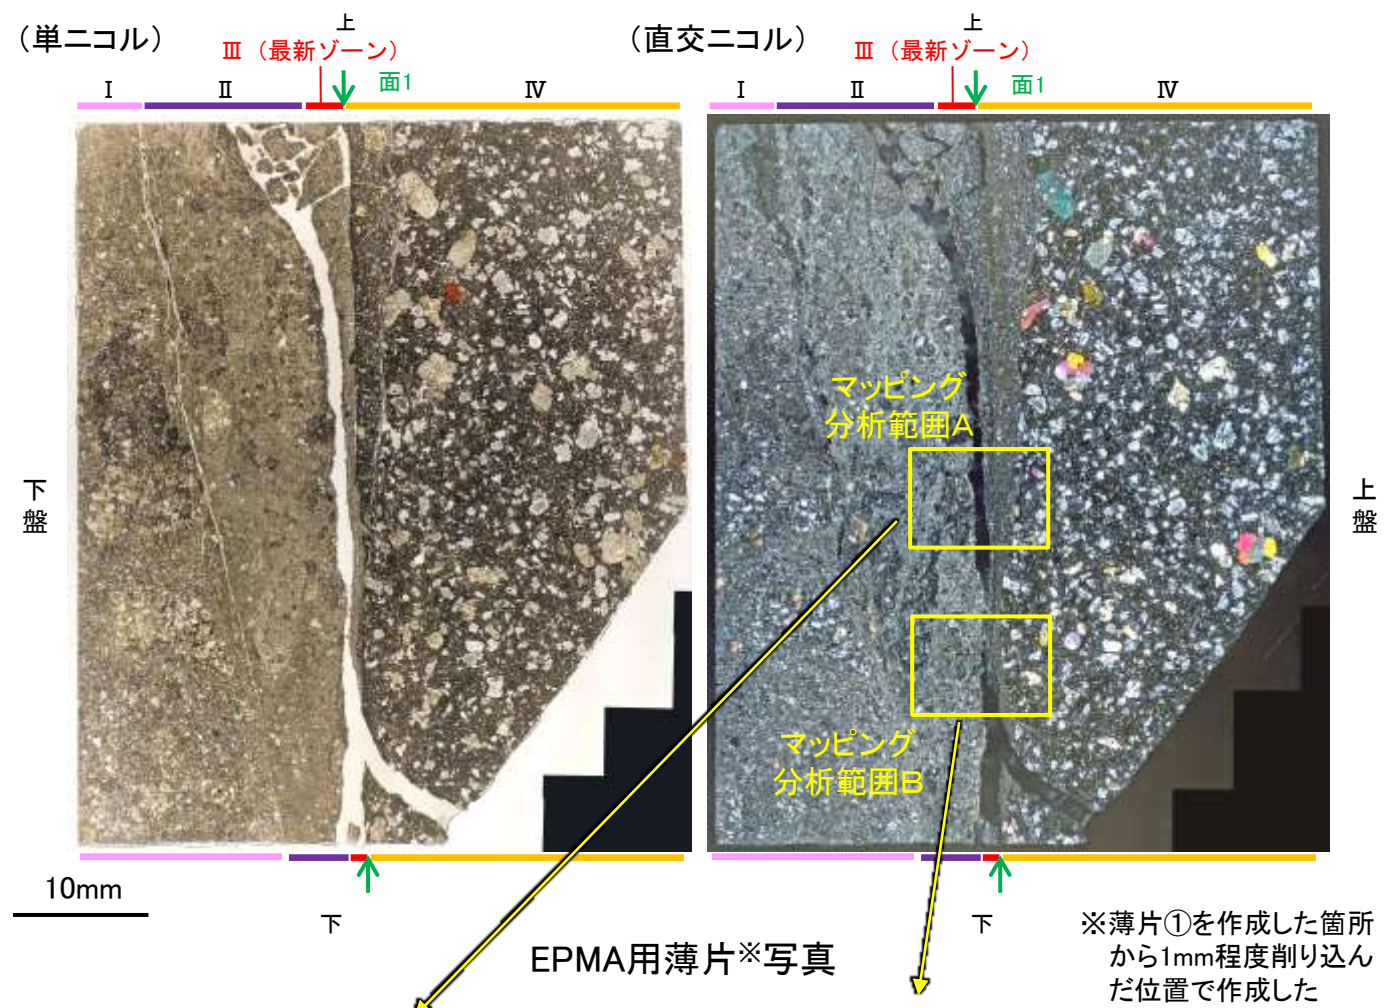 （単ニコル）
上
Ⅲ（最新ゾーン）
面1
Ⅰ
Ⅱ
Ⅳ
（直交ニコル）
上
Ⅲ（最新ゾーン）
面1
Ⅰ
Ⅱ
Ⅳ
マッピング
分析範囲A
下
盤
上
盤
マッピング
分析範囲B
10mm
下
下
EPMA用薄片※写真
※薄片①を作成した箇所
から1mm程度削り込ん
だ位置で作成した